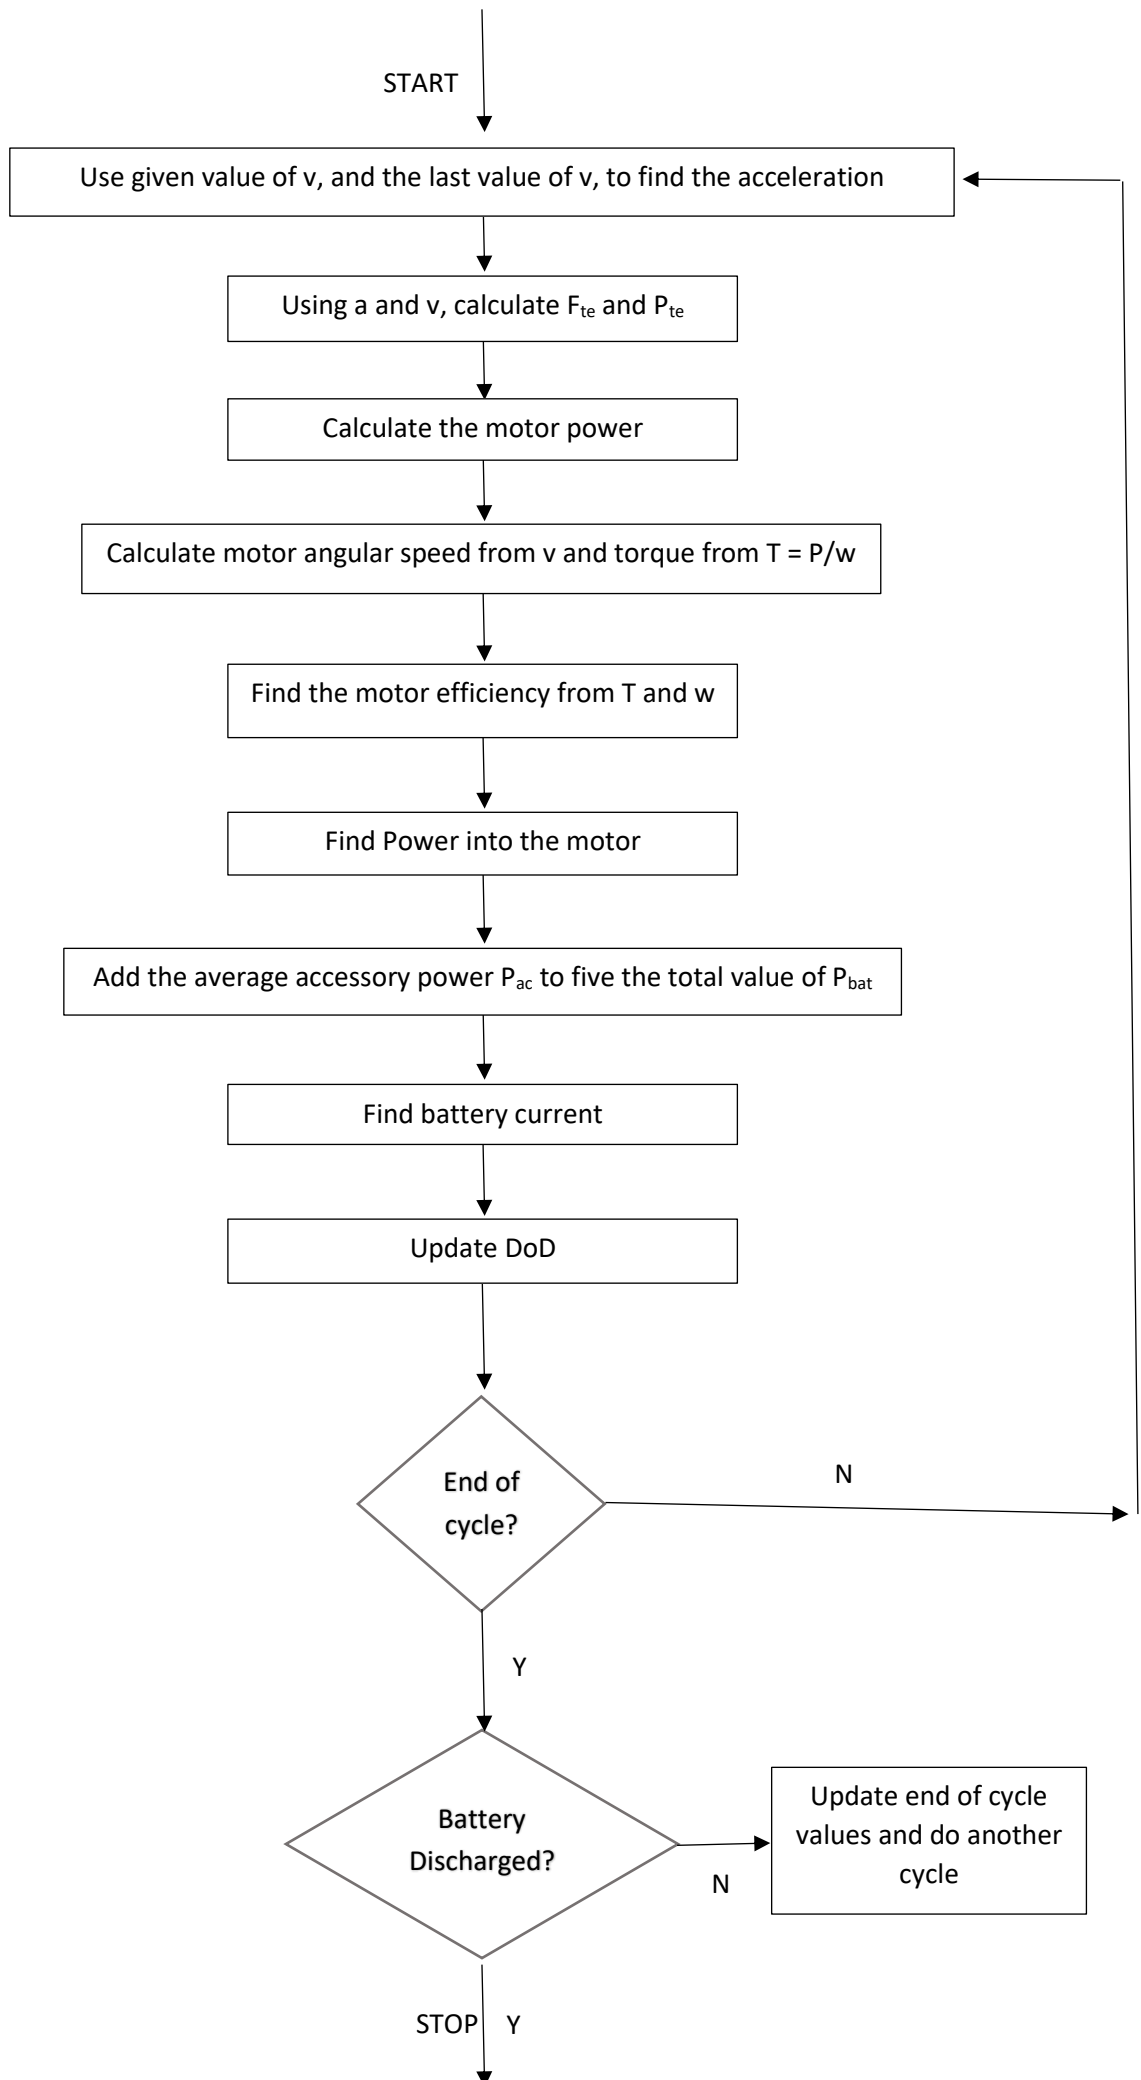 START
Use given value of v, and the last value of v, to find the acceleration
Using a and v, calculate Fte and Pte
Calculate the motor power
Calculate motor angular speed from v and torque from T = P/w
Find the motor efficiency from T and w
Find Power into the motor
Add the average accessory power Pac to five the total value of Pbat
Find battery current
Update DoD
End of
cycle?
N
Y
Battery
Discharged?
N
Update end of cycle
values and do another
cycle
STOP
Y